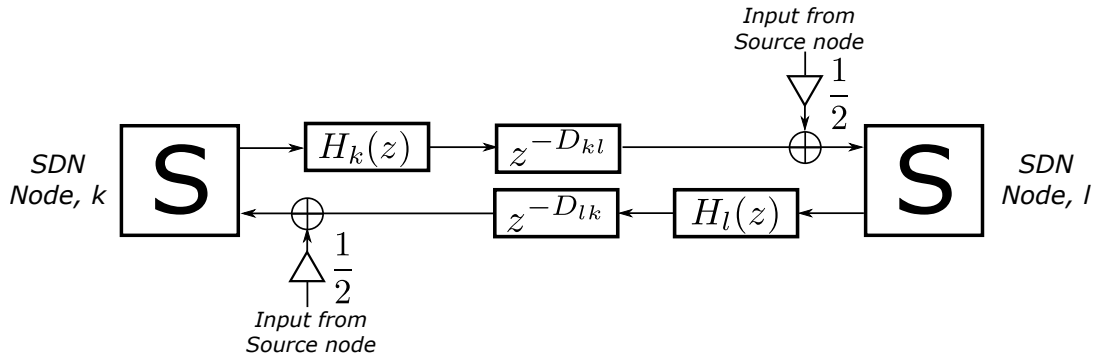 Input from
Source node
1/2
SDN
Node, k
S
H_k(z)
z^{-D_{kl}}
S
SDN
Node, l
z^{-D_{lk}}
H_l(z)
1/2
Input from
Source node